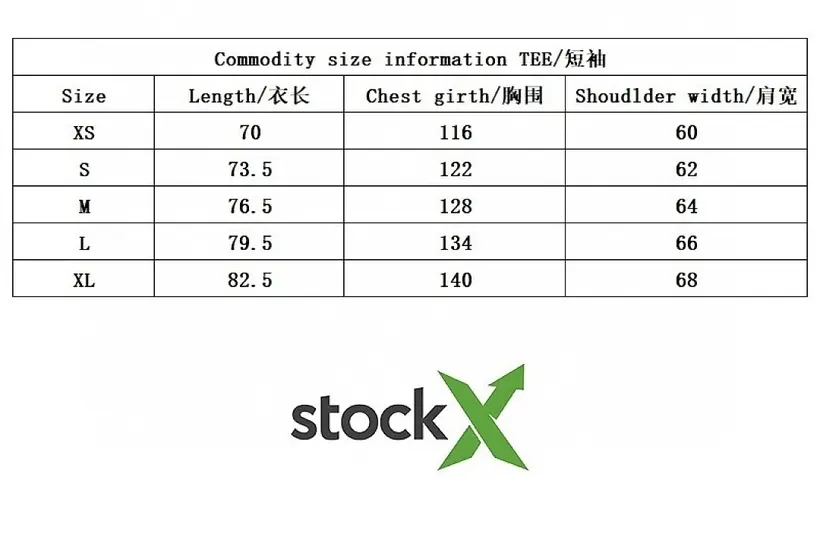 Commodity size information TEE/短袖
Size Length/衣长 Chest girth/胸围 Shoudlder width/肩宽
XS 70 116 60
S 73.5 122 62
M 76.5 128 64
L 79.5 134 66
XL 82.5 140 68
stockX